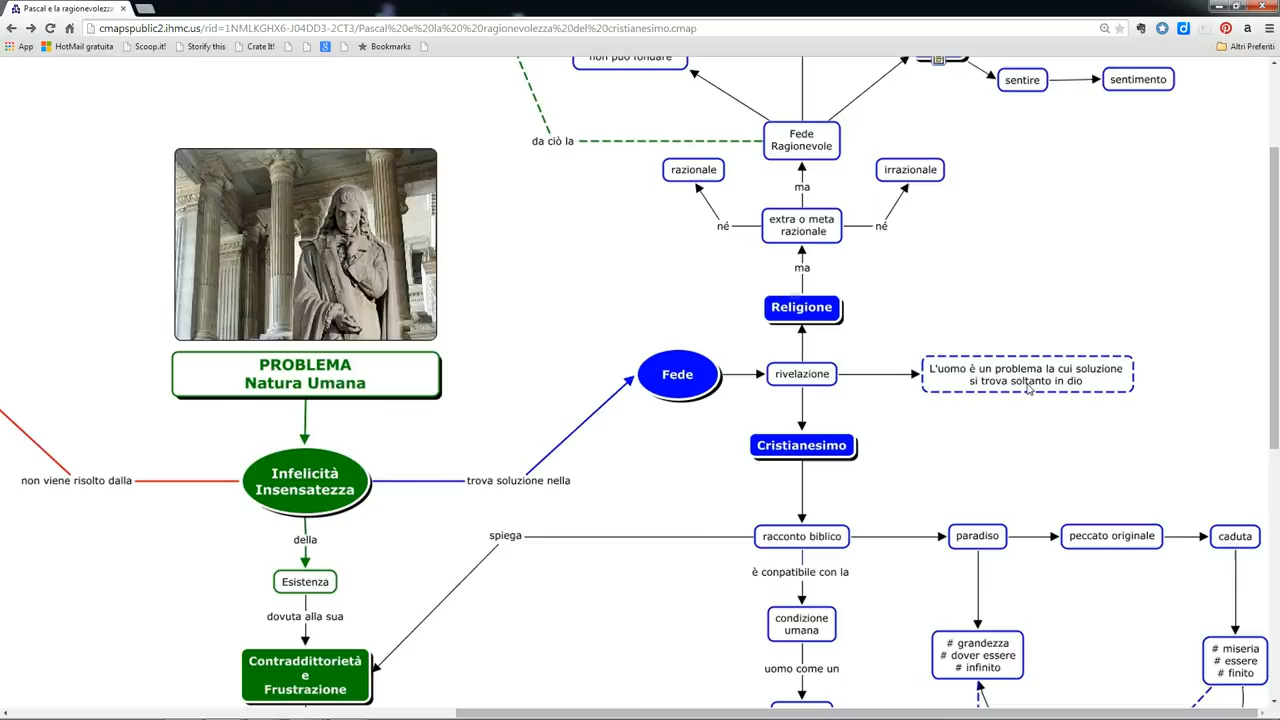 Pascal e la ragionevolezza
cmapspublic2.ihmc.us/rid=1NMLKGHX6-J04DD3-2CT3/Pascal%20e%20la%20%20ragionevolezza%20del%20cristianesimo.cmap
App
HotMail gratuita
Scoop.it!
Storify this
Crate It!
Bookmarks
Altri Preferiti
non può fondare
sentire
sentimento
da ciò la
Fede
Ragionevole
razionale
irrazionale
ma
né
extra o meta
razionale
né
ma
Religione
PROBLEMA
Natura Umana
Fede
rivelazione
L'uomo è un problema la cui soluzione
si trova soltanto in dio
Cristianesimo
non viene risolto dalla
Infelicità
Insensatezza
trova soluzione nella
spiega
racconto biblico
paradiso
peccato originale
caduta
della
è conpatibile con la
Esistenza
dovuta alla sua
condizione
umana
# grandezza
# dover essere
# infinito
# miseria
# essere
# finito
Contraddittorietà
e
Frustrazione
uomo come un